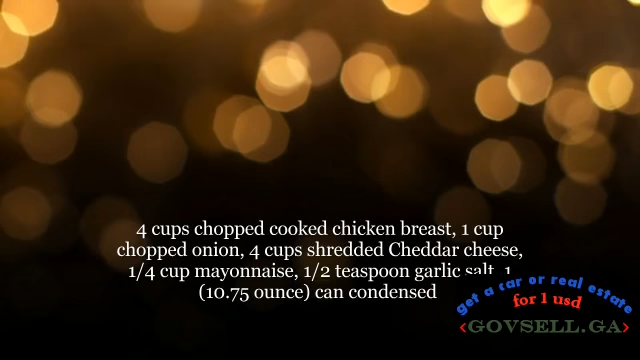 4 cups chopped cooked chicken breast, 1 cup
chopped onion, 4 cups shredded Cheddar cheese,
1/4 cup mayonnaise, 1/2 teaspoon garlic salt, 1
(10.75 ounce) can condensed
get a car or real estate
for 1 usd
<GOVSELL.GA>